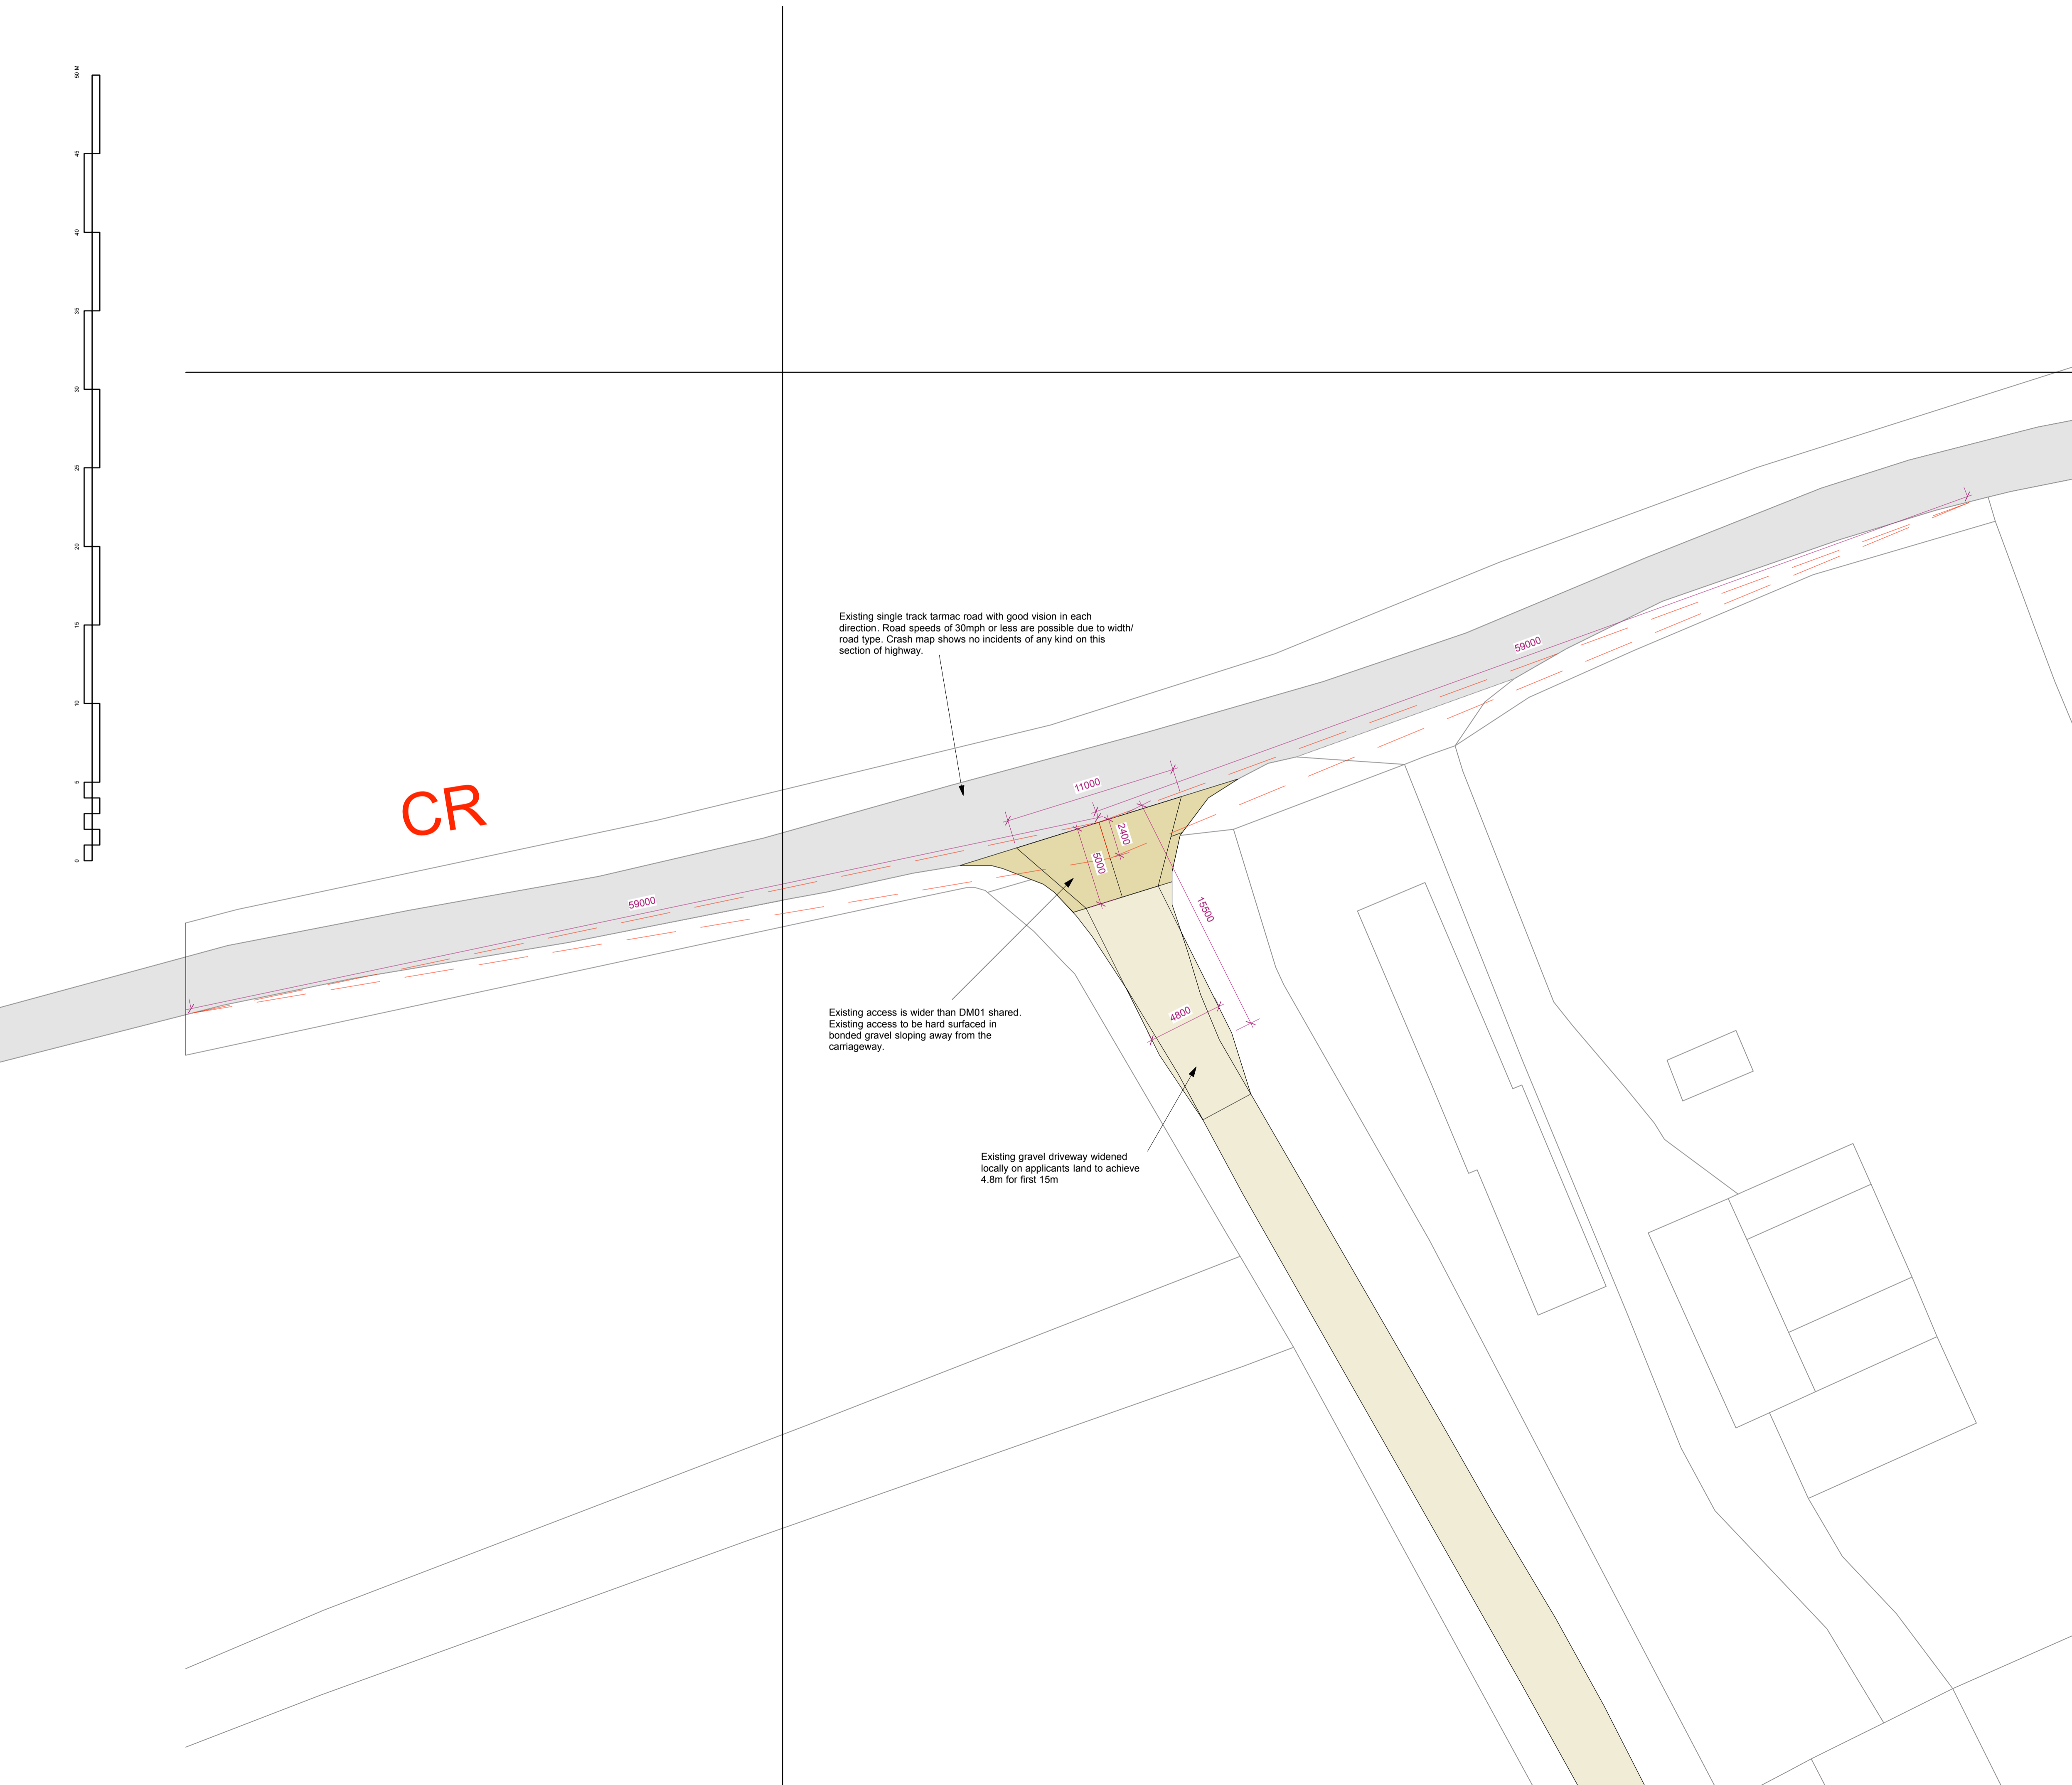 50 M
45
40
35
30
25
20
15
10
5
0
Existing single track tarmac road with good vision in each
direction. Road speeds of 30mph or less are possible due to width/
road type. Crash map shows no incidents of any kind on this
section of highway.
59000
11000
CR
2400
5000
59000
15500
4800
Existing access is wider than DM01 shared.
Existing access to be hard surfaced in
bonded gravel sloping away from the
carriageway.
Existing gravel driveway widened
locally on applicants land to achieve
4.8m for first 15m